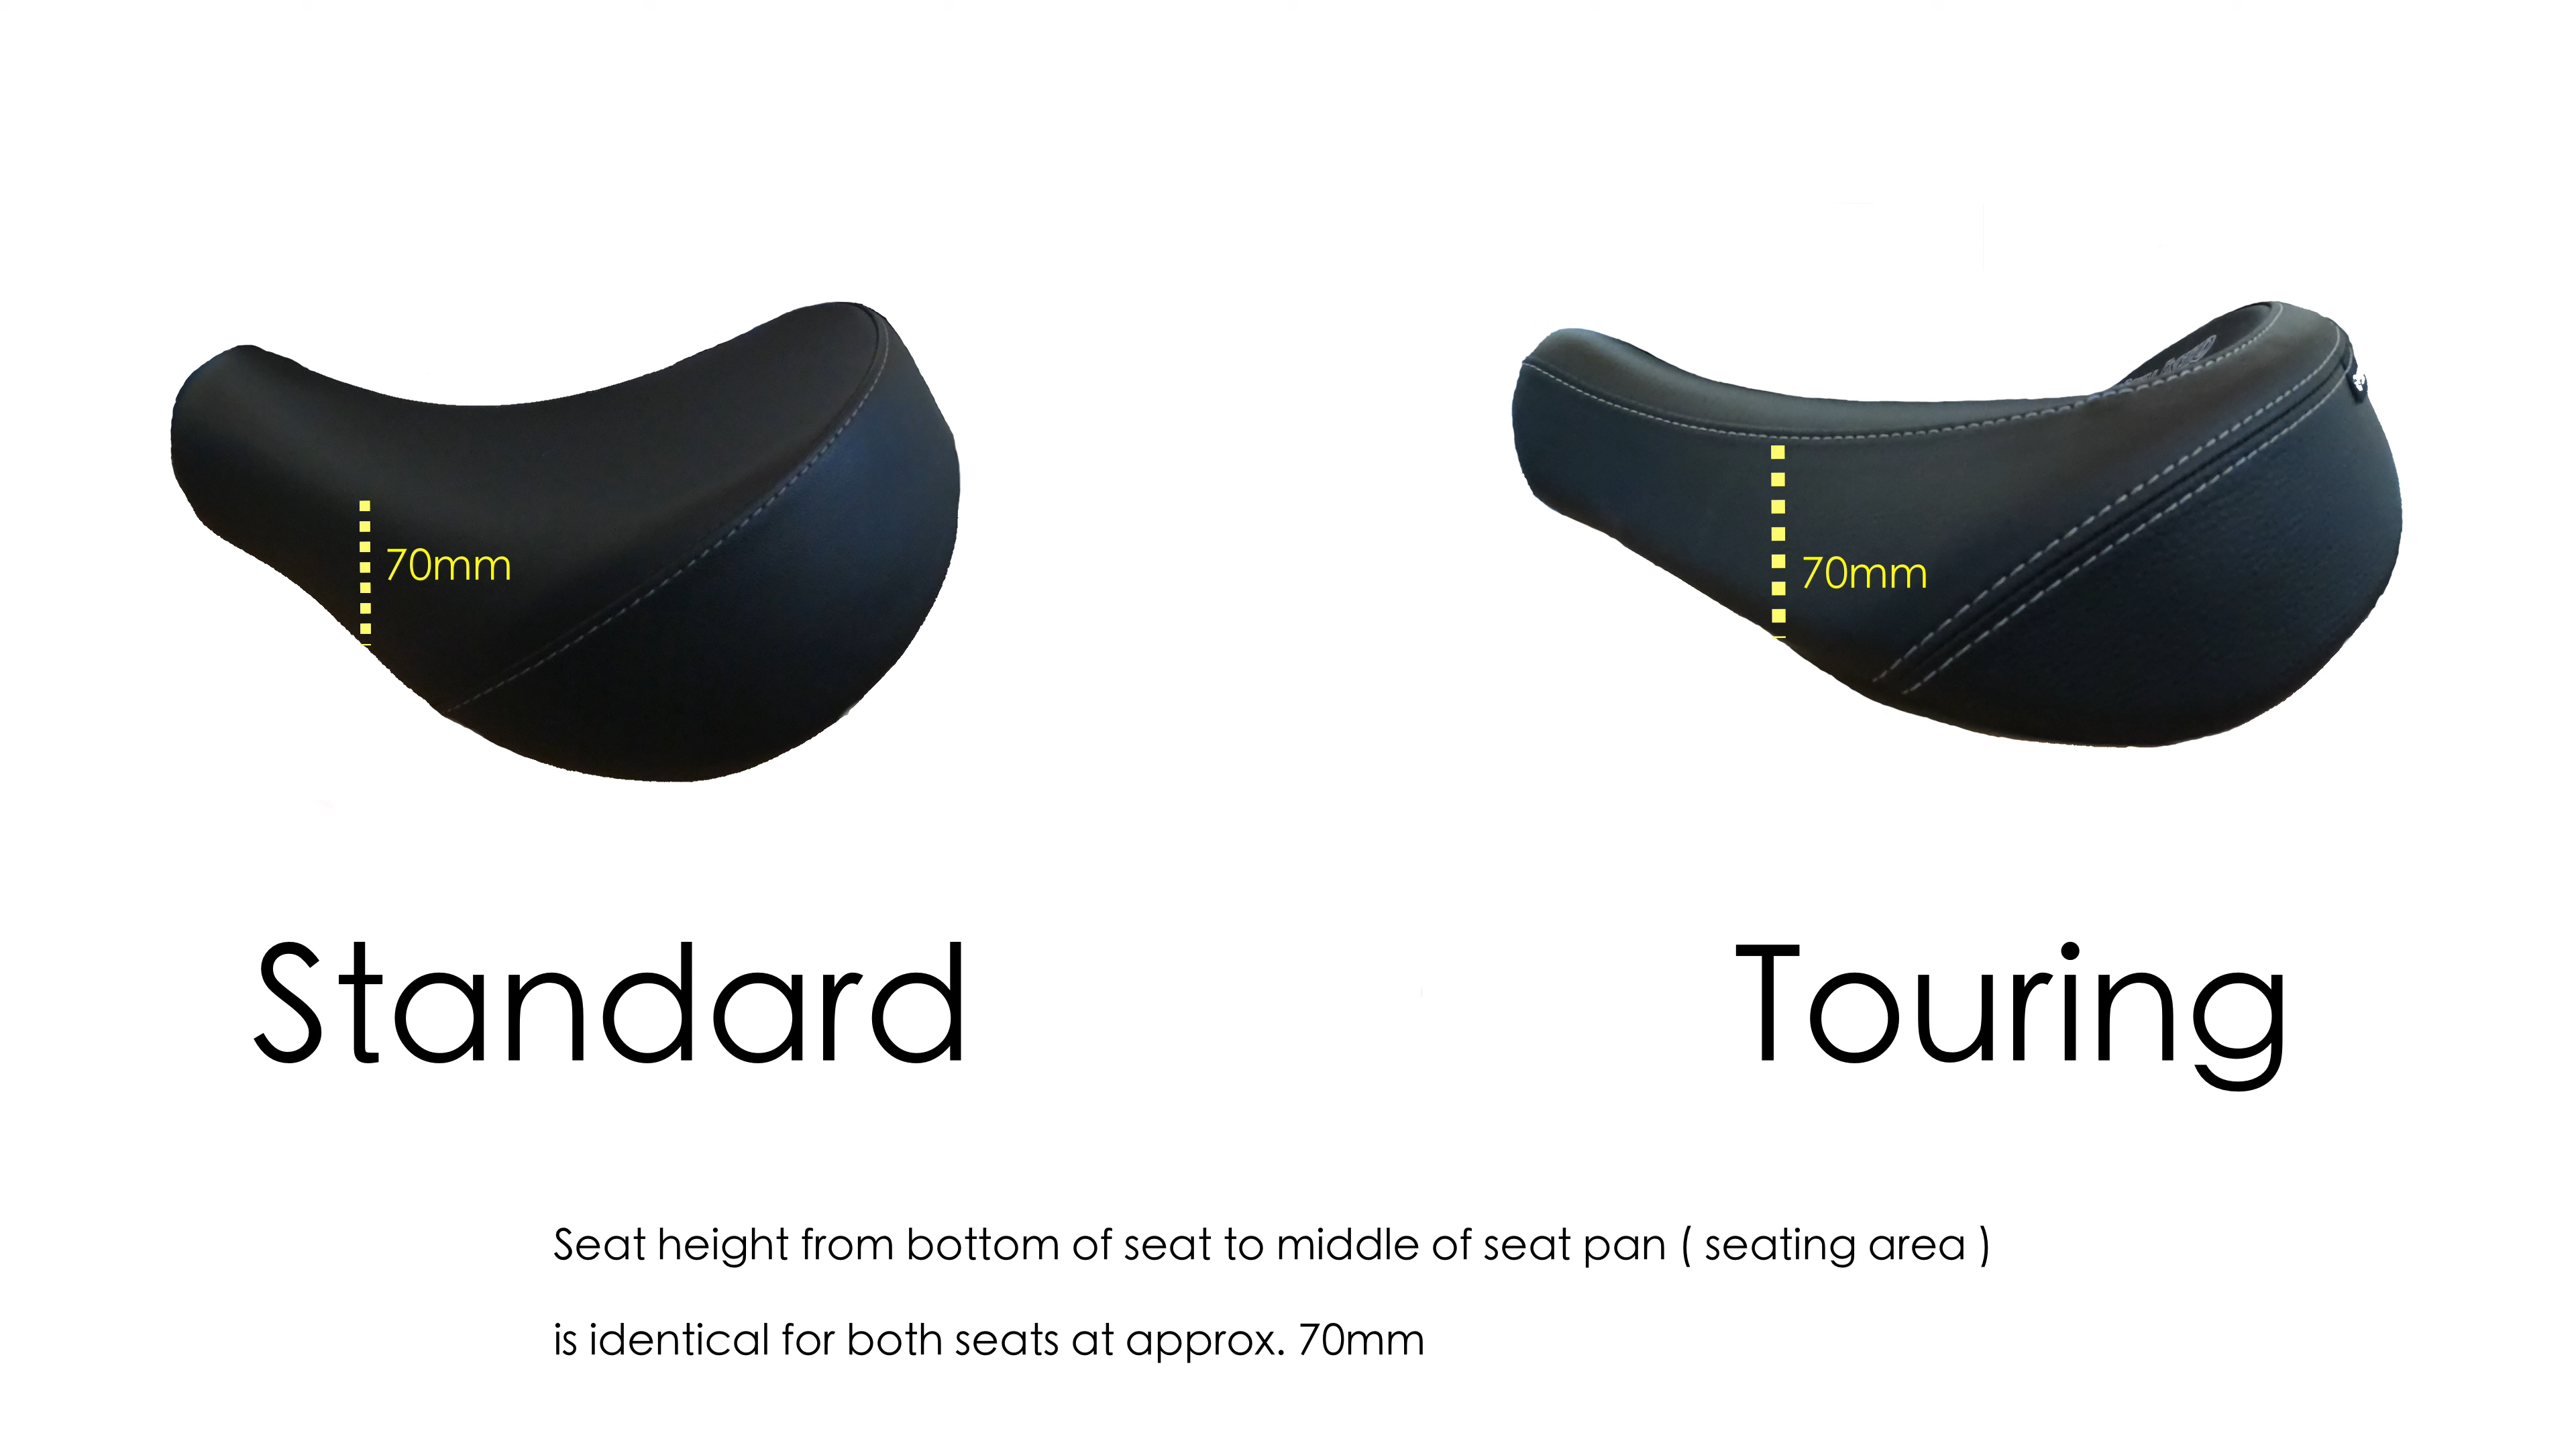 70mm
70mm
Standard
Touring
Seat height from bottom of seat to middle of seat pan ( seating area )
is identical for both seats at approx. 70mm